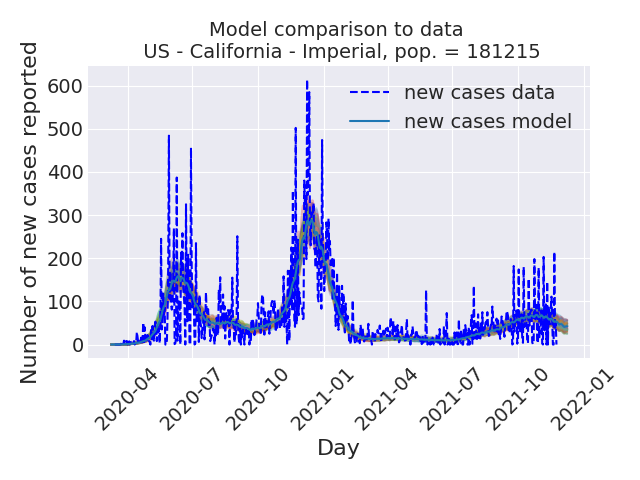 Model comparison to data
US - California - Imperial, pop. = 181215
Number of new cases reported
600
500
400
300
200
100
0
new cases data
new cases model
2020-04
2020-07
2020-10
2021-01
2021-04
2021-07
2021-10
2022-01
Day